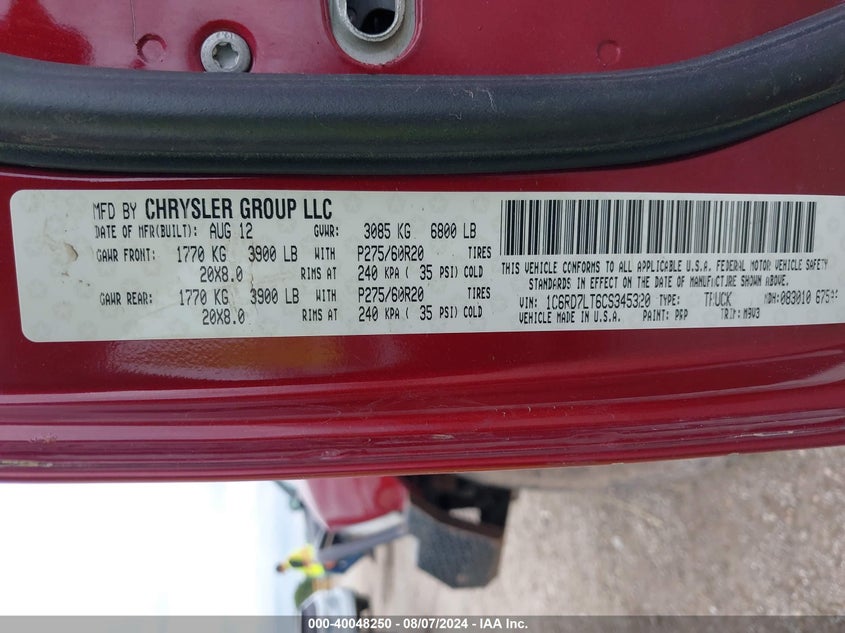 MFD BY CHRYSLER GROUP LLC
DATE OF MFR(BUILT): AUG 12 GVWR: 3085 KG 6800 LB
GAWR FRONT: 1770 KG 3900 LB WITH P275/60R20 TIRES
20X8.0 RIMS AT 240 KPA ( 35 PSI) COLD
GAWR REAR: 1770 KG 3900 LB WITH P275/60R20 TIRES
20X8.0 RIMS AT 240 KPA ( 35 PSI) COLD
THIS VEHICLE CONFORMS TO ALL APPLICABLE U.S.A. FEDERAL MOTOR VEHICLE SAFETY
STANDARDS IN EFFECT ON THE DATE OF MANUFACTURE SHOWN ABOVE.
VIN: 1C6RD7LT6CS345320 TYPE: TRUCK MDH: 083010
VEHICLE MADE IN U.S.A. PAINT: PRP TRIM: M9V3
000-40048250 — 08/07/2024 — IAA Inc.